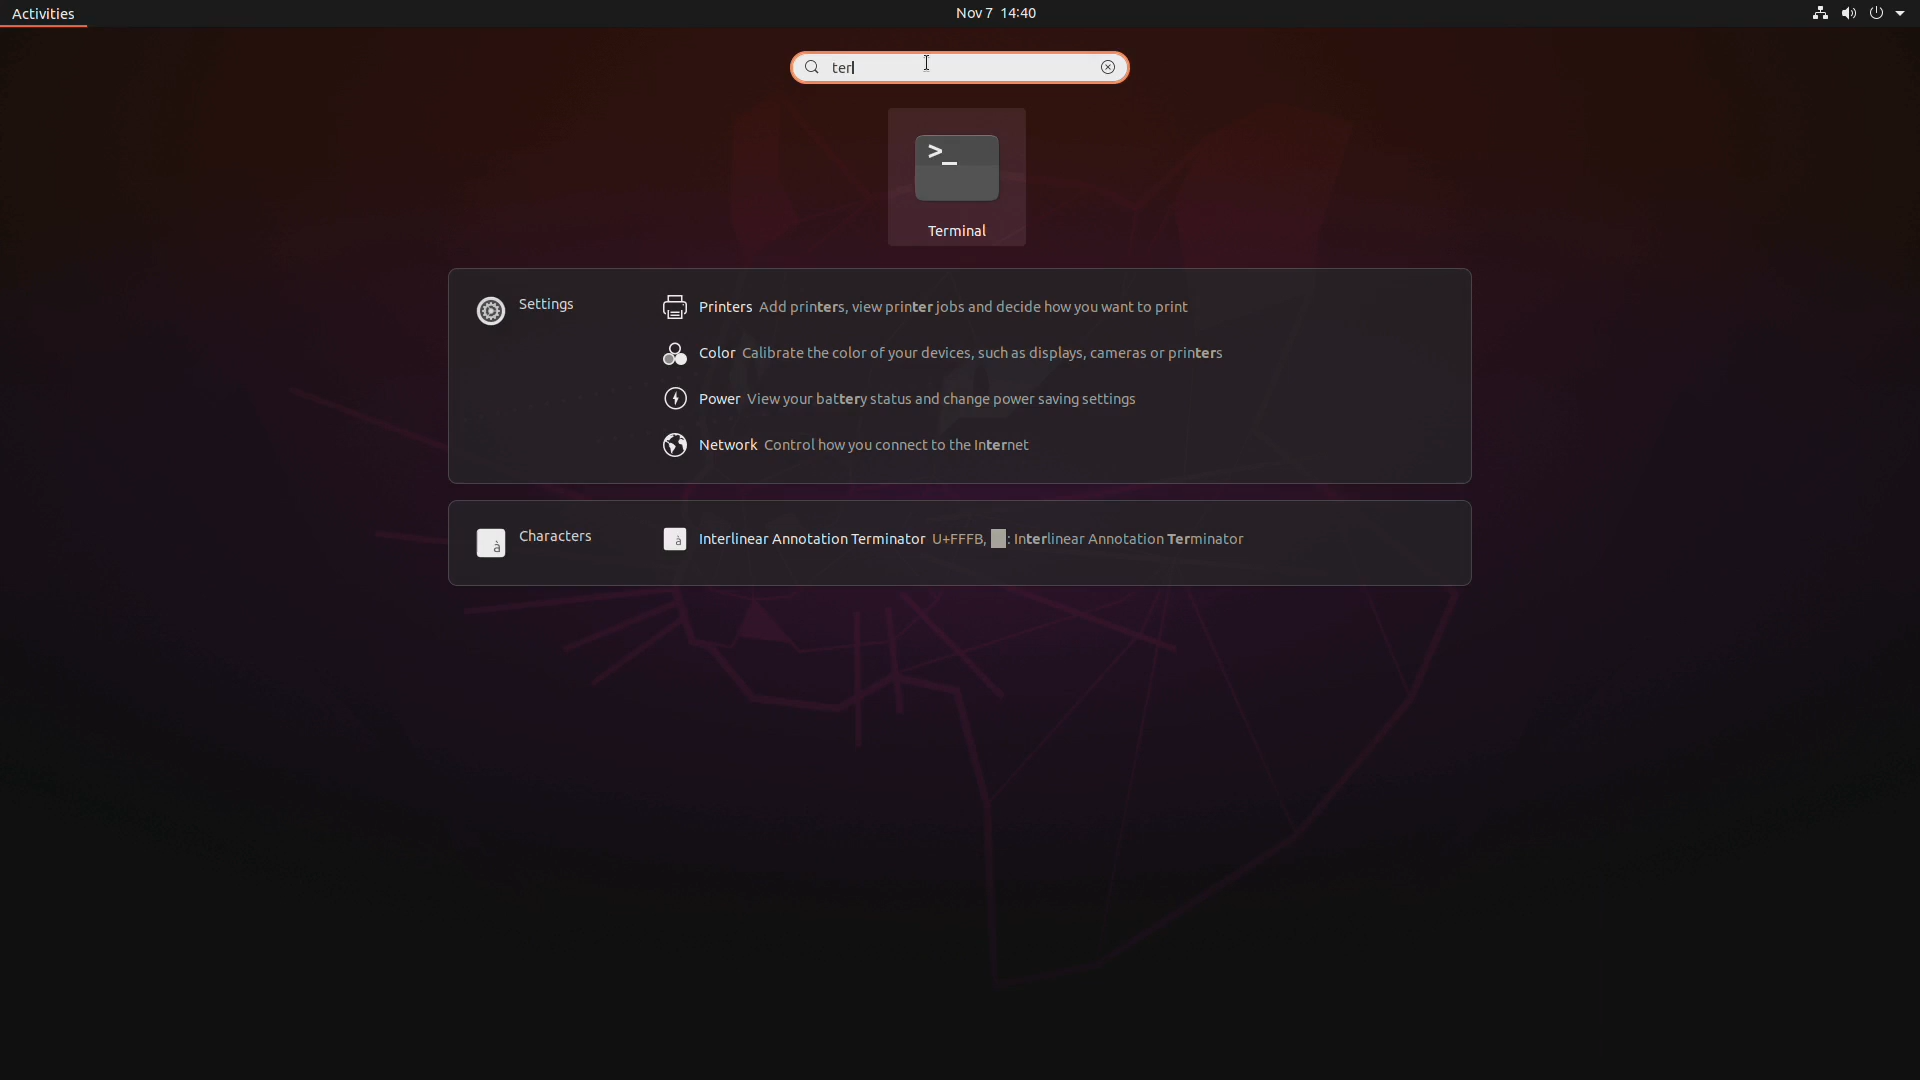 Activities
Nov 7 14:40
ter
>_
Terminal
Settings
Printers Add printers, view printer jobs and decide how you want to print
Color Calibrate the color of your devices, such as displays, cameras or printers
Power View your battery status and change power saving settings
Network Control how you connect to the Internet
Characters
à
à
Interlinear Annotation Terminator U+FFFB, : Interlinear Annotation Terminator